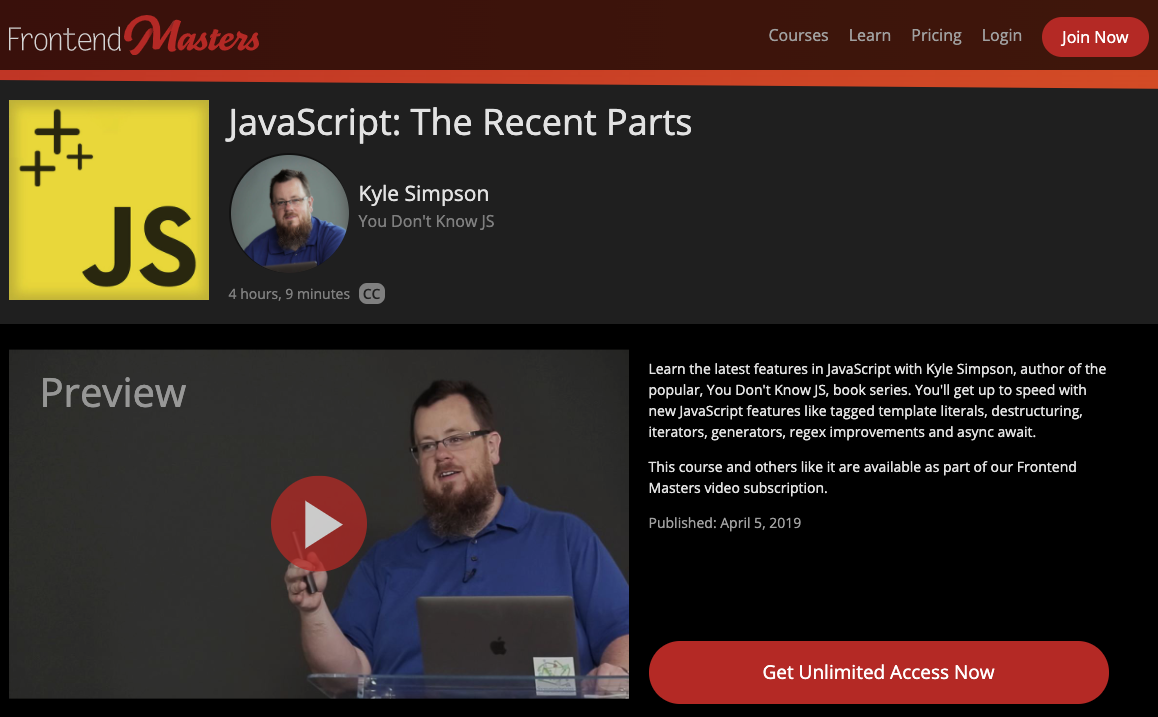 Frontend Masters
Courses Learn Pricing Login Join Now
JavaScript: The Recent Parts
JS
Kyle Simpson
You Don't Know JS
4 hours, 9 minutes CC
Preview
Learn the latest features in JavaScript with Kyle Simpson, author of the
popular, You Don't Know JS, book series. You'll get up to speed with
new JavaScript features like tagged template literals, destructuring,
iterators, generators, regex improvements and async await.
This course and others like it are available as part of our Frontend
Masters video subscription.
Published: April 5, 2019
Get Unlimited Access Now